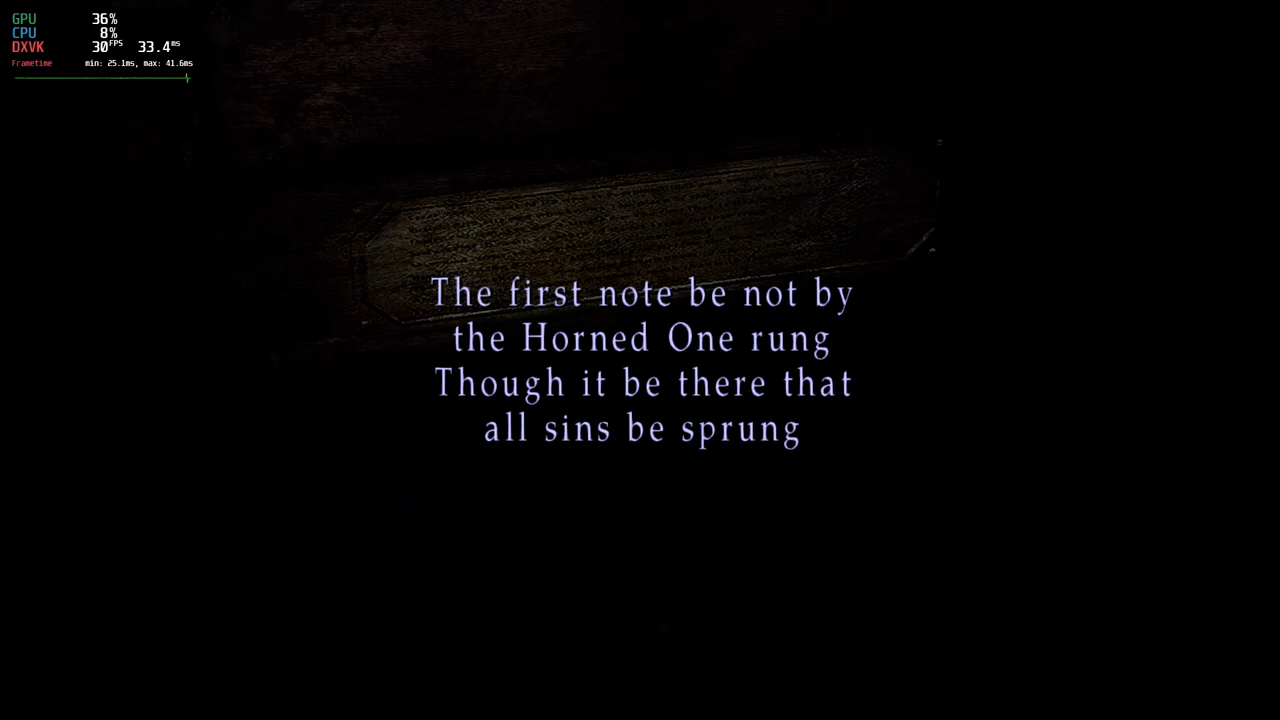 GPU 36%
CPU 8%
DXVK 30FPS 33.4ms
Frametime min: 25.1ms, max: 41.6ms
The first note be not by
the Horned One rung
Though it be there that
all sins be sprung